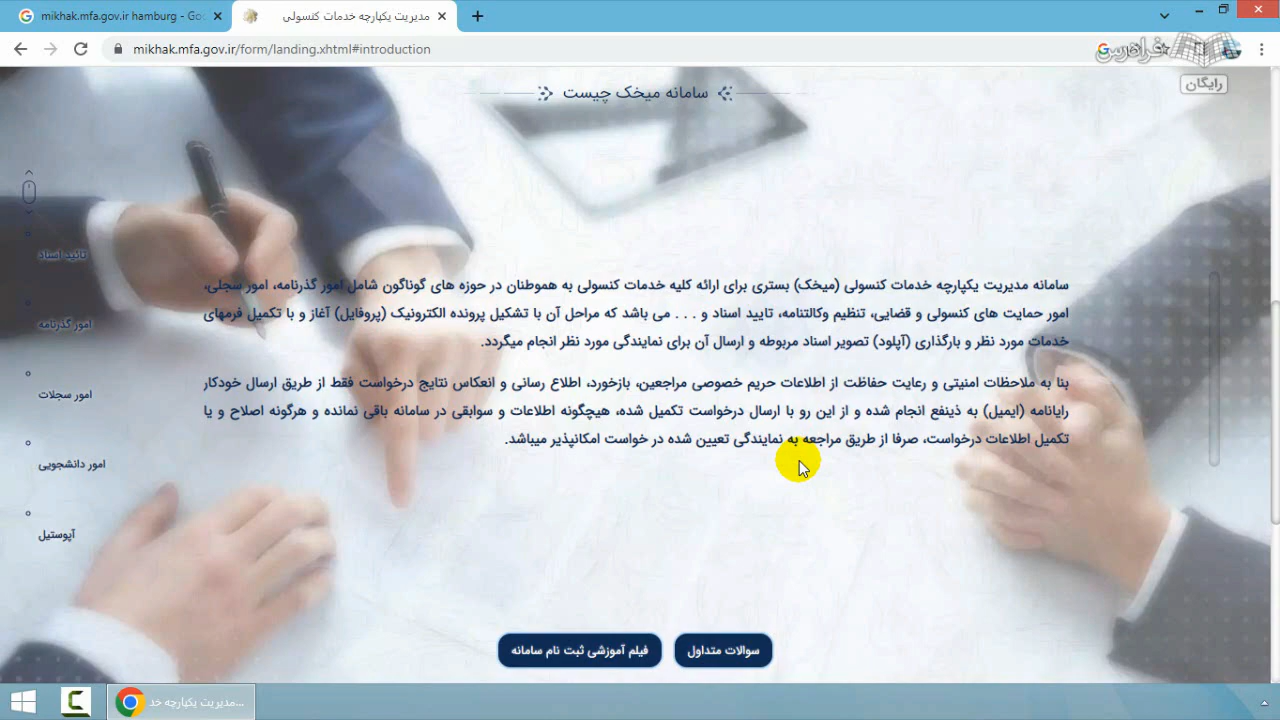 mikhak.mfa.gov.ir hamburg - Go
مدیریت یکپارچه خدمات کنسولی
mikhak.mfa.gov.ir/form/landing.xhtml#introduction
فرادرس
رایگان
سامانه میخک چیست
تائید اسناد
امور گذرنامه
امور سجلات
امور دانشجویی
آپوستیل
سامانه مدیریت یکپارچه خدمات کنسولی (میخک) بستری برای ارائه کلیه خدمات کنسولی به هموطنان در حوزه های گوناگون شامل امور گذرنامه، امور سجلی،
امور حمایت های کنسولی و قضایی، تنظیم وکالتنامه، تایید اسناد و . . . می باشد که مراحل آن با تشکیل پرونده الکترونیک (پروفایل) آغاز و با تکمیل فرمهای
خدمات مورد نظر و بارگذاری (آپلود) تصویر اسناد مربوطه و ارسال آن برای نمایندگی مورد نظر انجام میگردد.
بنا به ملاحظات امنیتی و رعایت حفاظت از اطلاعات حریم خصوصی مراجعین، بازخورد، اطلاع رسانی و انعکاس نتایج درخواست فقط از طریق ارسال خودکار
رایانامه (ایمیل) به ذینفع انجام شده و از این رو با ارسال درخواست تکمیل شده، هیچگونه اطلاعات و سوابقی در سامانه باقی نمانده و هرگونه اصلاح و یا
تکمیل اطلاعات درخواست، صرفا از طریق مراجعه به نمایندگی تعیین شده در خواست امکانپذیر میباشد.
سوالات متداول
فیلم آموزشی ثبت نام سامانه
مدیریت یکپارچه خد...